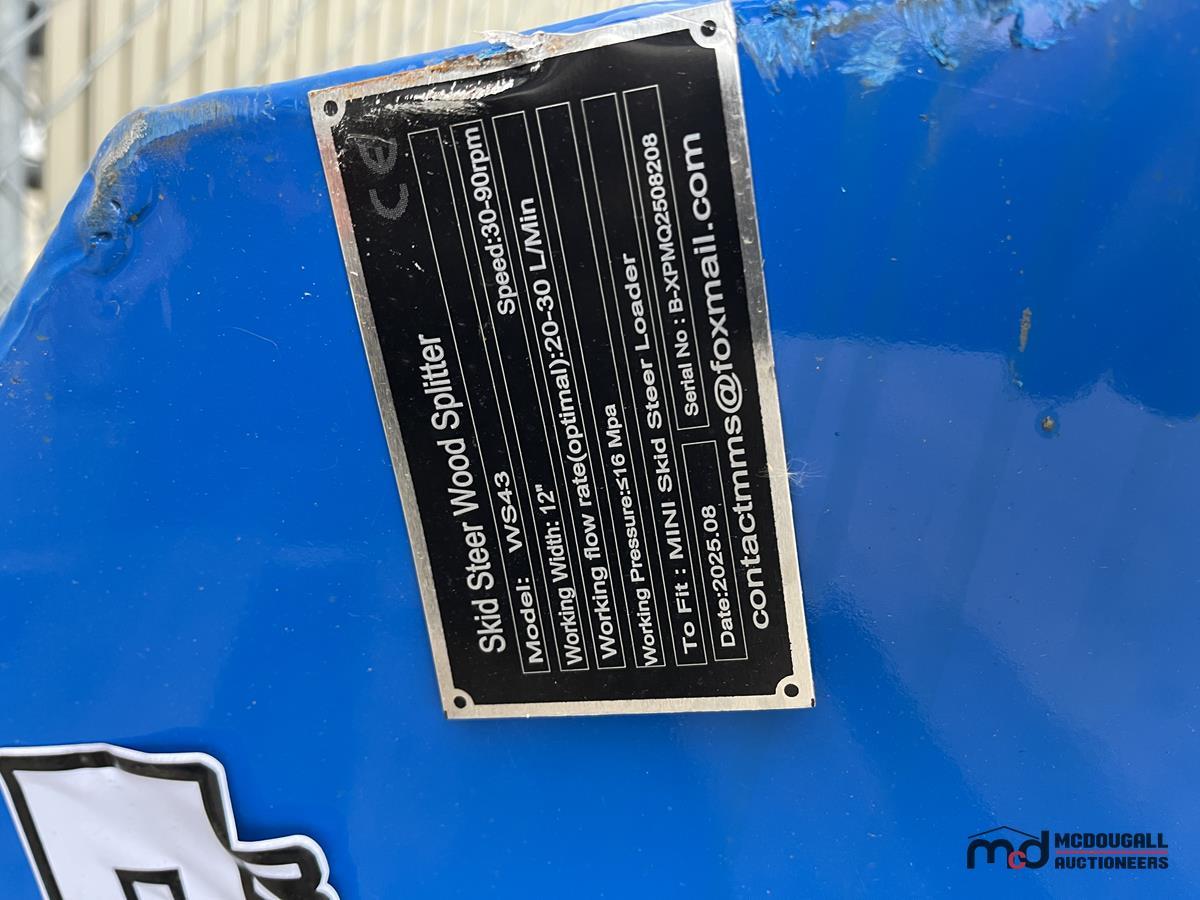 CE
Skid Steer Wood Splitter
Model: WS43 Speed:30-90rpm
Working Width: 12"
Working flow rate(optimal):20-30 L/Min
Working Pressure:≤16 Mpa
To Fit : MINI Skid Steer Loader
Date:2025.08 Serial No : B-XPMQ2508208
contactmms@foxmail.com
mcd MCDOUGALL
AUCTIONEERS